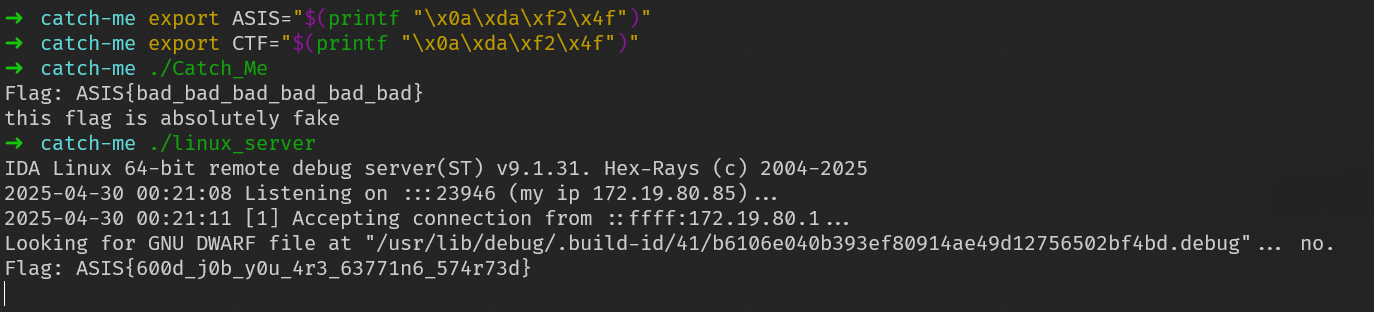 ➜ catch-me export ASIS="$(printf "\x0a\xda\xf2\x4f")"
➜ catch-me export CTF="$(printf "\x0a\xda\xf2\x4f")"
➜ catch-me ./Catch_Me
Flag: ASIS{bad_bad_bad_bad_bad_bad}
this flag is absolutely fake
➜ catch-me ./linux_server
IDA Linux 64-bit remote debug server(ST) v9.1.31. Hex-Rays (c) 2004-2025
2025-04-30 00:21:08 Listening on :::23946 (my ip 172.19.80.85)...
2025-04-30 00:21:11 [1] Accepting connection from ::ffff:172.19.80.1...
Looking for GNU DWARF file at "/usr/lib/debug/.build-id/41/b6106e040b393ef80914ae49d12756502bf4bd.debug"... no.
Flag: ASIS{600d_j0b_y0u_4r3_63771n6_574r73d}